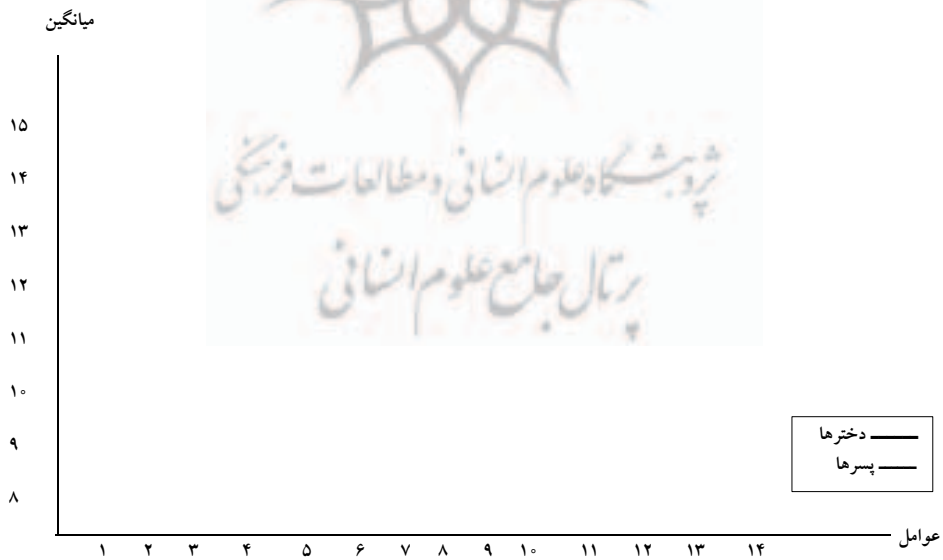 میانگین
پژوهشگاه علوم انسانی و مطالعات فرهنگی
پرتال جامع علوم انسانی
۱۵
۱۴
۱۳
۱۲
۱۱
۱۰
۹
۸
دخترها
پسرها
عوامل
۱ ۲ ۳ ۴ ۵ ۶ ۷ ۸ ۹ ۱۰ ۱۱ ۱۲ ۱۳ ۱۴